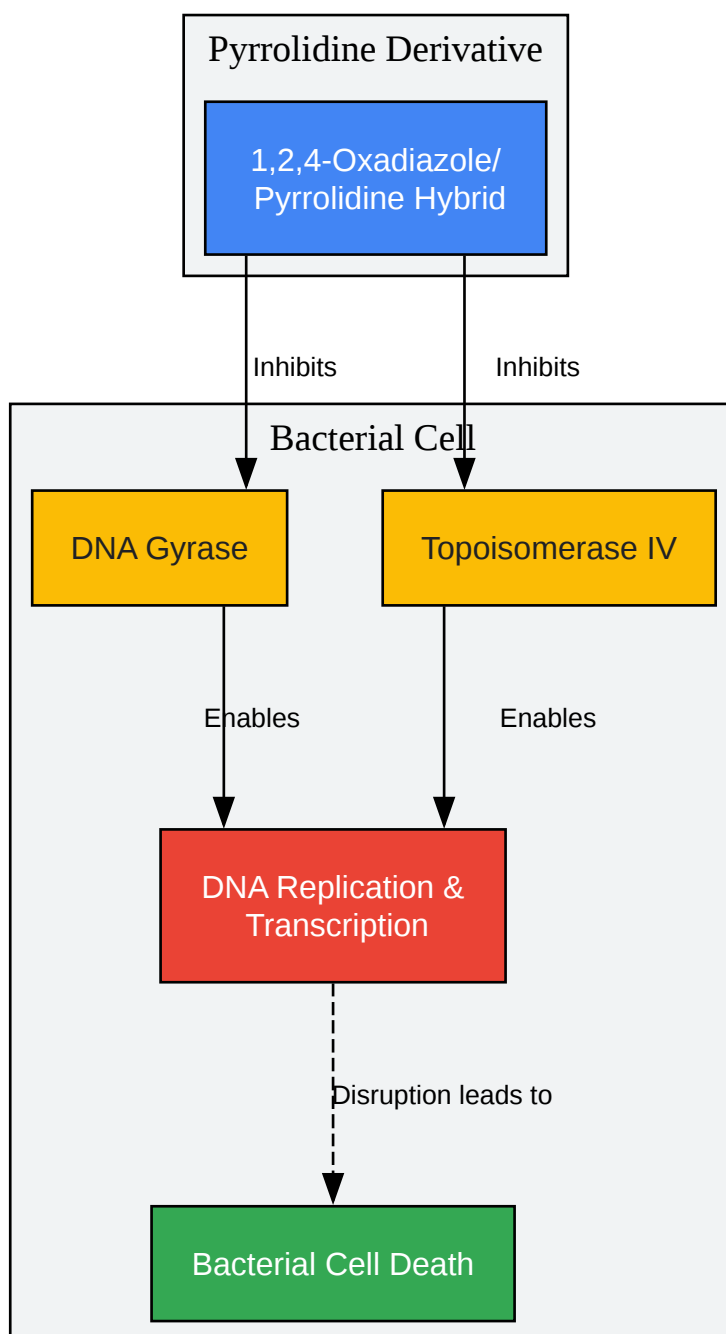 Pyrrolidine Derivative
1,2,4-Oxadiazole/
Pyrrolidine Hybrid
Inhibits
Inhibits
Bacterial Cell
DNA Gyrase
Topoisomerase IV
Enables
Enables
DNA Replication &
Transcription
Disruption leads to
Bacterial Cell Death